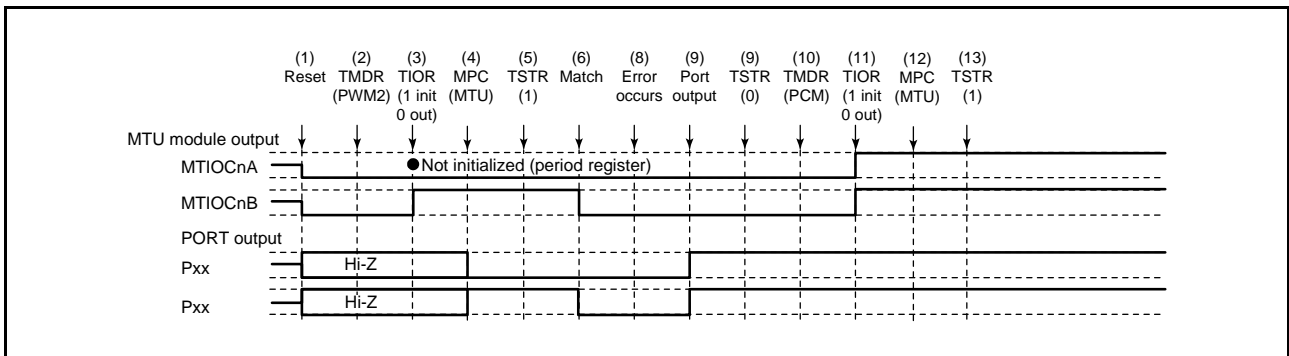 (1) (2) (3) (4) (5) (6) (8) (9) (9) (10) (11) (12) (13)
Reset TMDR TIOR MPC TSTR Match Error Port TSTR TMDR TIOR MPC TSTR
(PWM2) (1 init (MTU) (1) occurs output (0) (PCM) (1 init (MTU) (1)
0 out) 0 out)
MTU module output
MTIOCnA ●Not initialized (period register)
MTIOCnB
PORT output
Pxx Hi-Z
Pxx Hi-Z